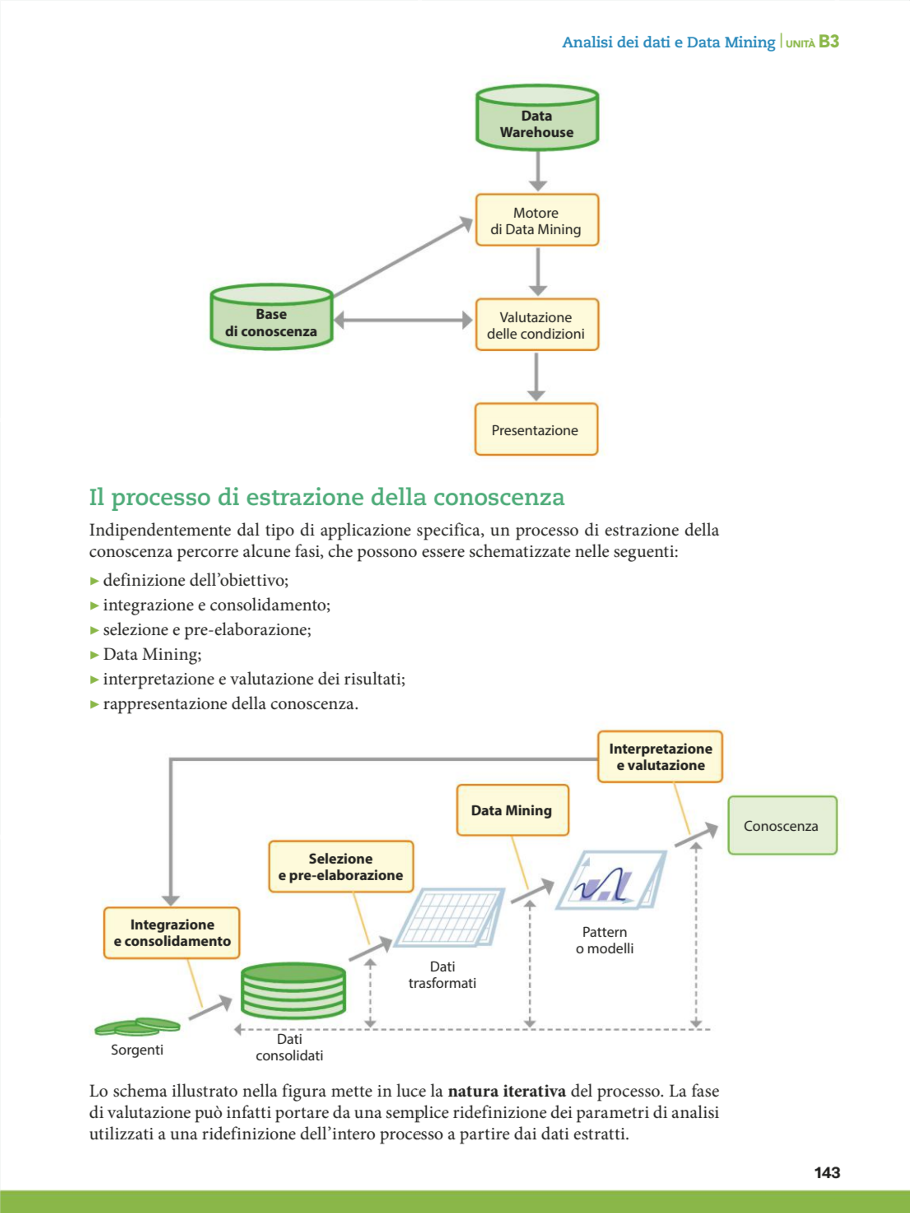 Analisi dei dati e Data Mining | UNITÀ B3
Data
Warehouse
Motore
di Data Mining
Base
di conoscenza
Valutazione
delle condizioni
Presentazione
Il processo di estrazione della conoscenza
Indipendentemente dal tipo di applicazione specifica, un processo di estrazione della
conoscenza percorre alcune fasi, che possono essere schematizzate nelle seguenti:
▶ definizione dell'obiettivo;
▶ integrazione e consolidamento;
▶ selezione e pre-elaborazione;
▶ Data Mining;
▶ interpretazione e valutazione dei risultati;
▶ rappresentazione della conoscenza.
Interpretazione
e valutazione
Data Mining
Conoscenza
Selezione
e pre-elaborazione
Integrazione
e consolidamento
Pattern
o modelli
Dati
trasformati
Sorgenti
Dati
consolidati
Lo schema illustrato nella figura mette in luce la natura iterativa del processo. La fase
di valutazione può infatti portare da una semplice ridefinizione dei parametri di analisi
utilizzati a una ridefinizione dell'intero processo a partire dai dati estratti.
143